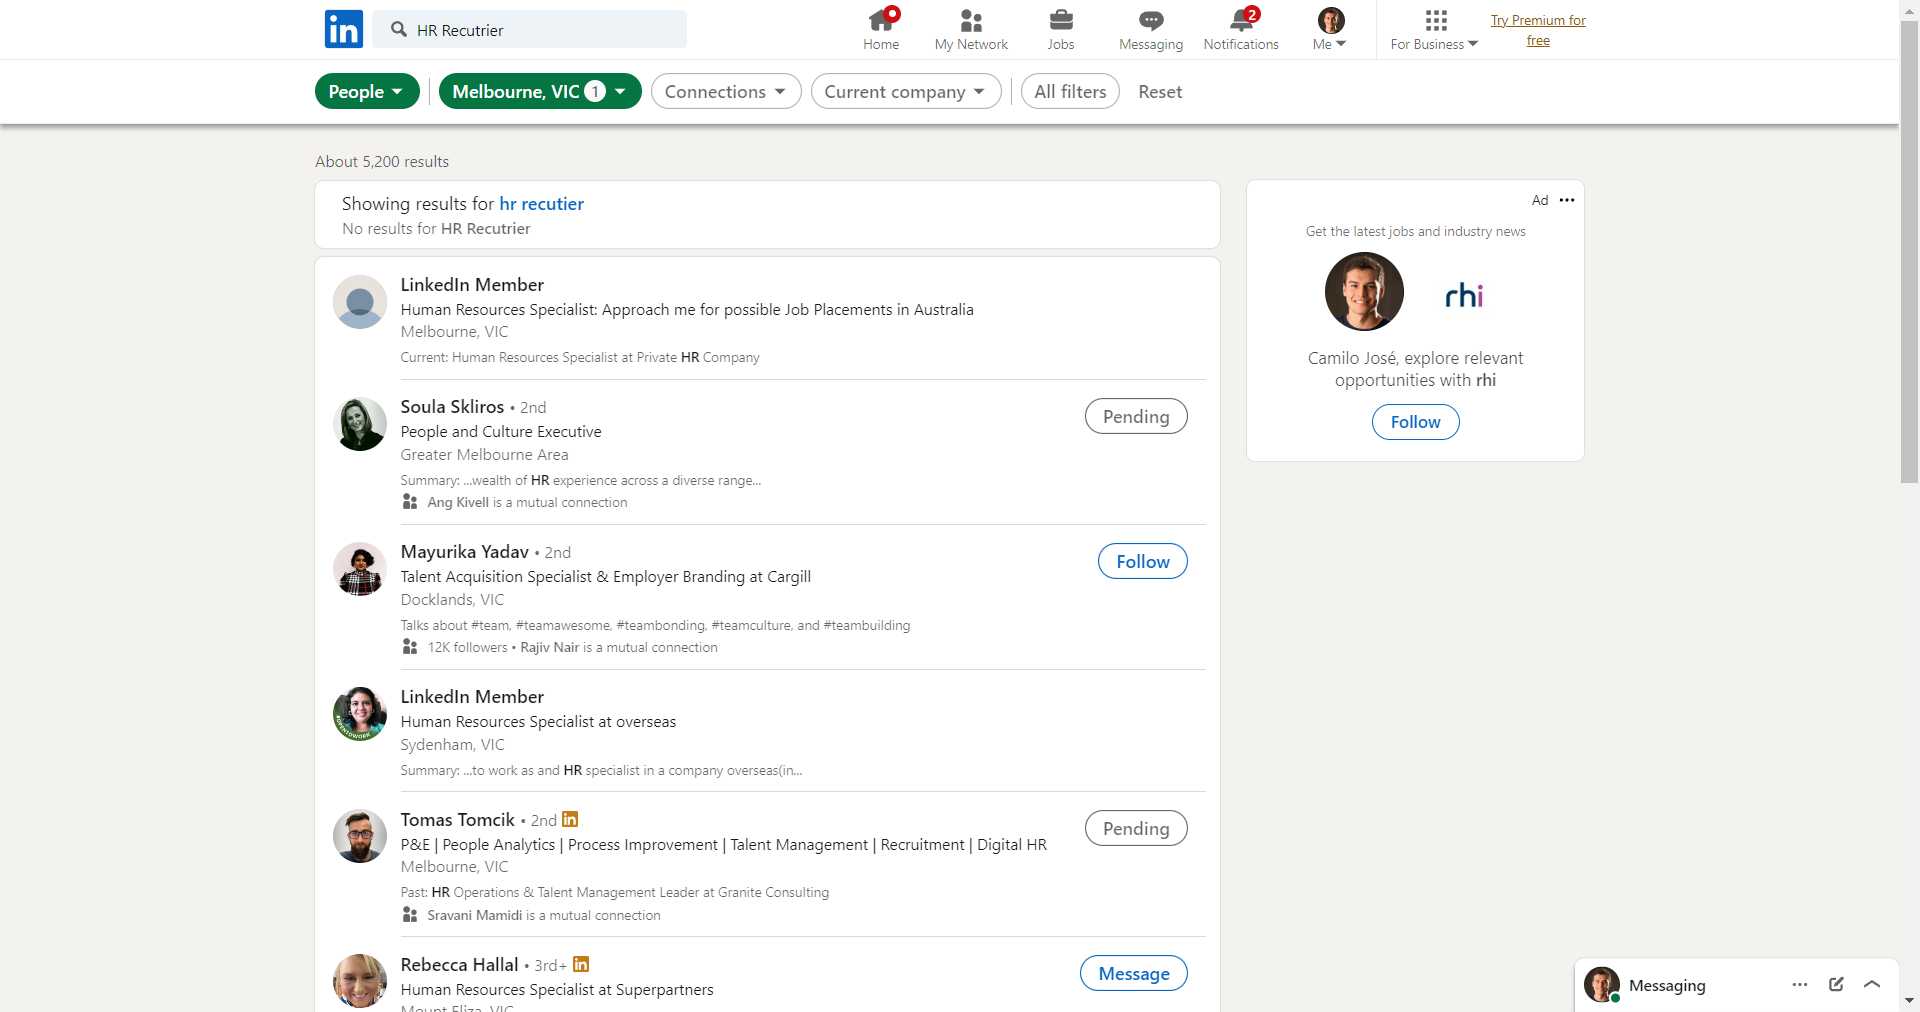 in
HR Recutrier
Home
My Network
Jobs
Messaging
2
Notifications
Me
For Business
Try Premium for
free
People
Melbourne, VIC 1
Connections
Current company
All filters
Reset
About 5,200 results
Showing results for hr recutier
No results for HR Recutrier
LinkedIn Member
Human Resources Specialist: Approach me for possible Job Placements in Australia
Melbourne, VIC
Current: Human Resources Specialist at Private HR Company
Soula Skliros • 2nd
Pending
People and Culture Executive
Greater Melbourne Area
Summary: ...wealth of HR experience across a diverse range...
Ang Kivell is a mutual connection
Mayurika Yadav • 2nd
Follow
Talent Acquisition Specialist & Employer Branding at Cargill
Docklands, VIC
Talks about #team, #teamawesome, #teambonding, #teamculture, and #teambuilding
12K followers • Rajiv Nair is a mutual connection
LinkedIn Member
Human Resources Specialist at overseas
Sydenham, VIC
Summary: ...to work as and HR specialist in a company overseas(in...
#OPENTOWORK
Tomas Tomcik • 2nd in
Pending
P&E | People Analytics | Process Improvement | Talent Management | Recruitment | Digital HR
Melbourne, VIC
Past: HR Operations & Talent Management Leader at Granite Consulting
Sravani Mamidi is a mutual connection
Rebecca Hallal • 3rd+ in
Message
Human Resources Specialist at Superpartners
Mount Eliza, VIC
Ad
Get the latest jobs and industry news
rhi
Camilo José, explore relevant
opportunities with rhi
Follow
Messaging